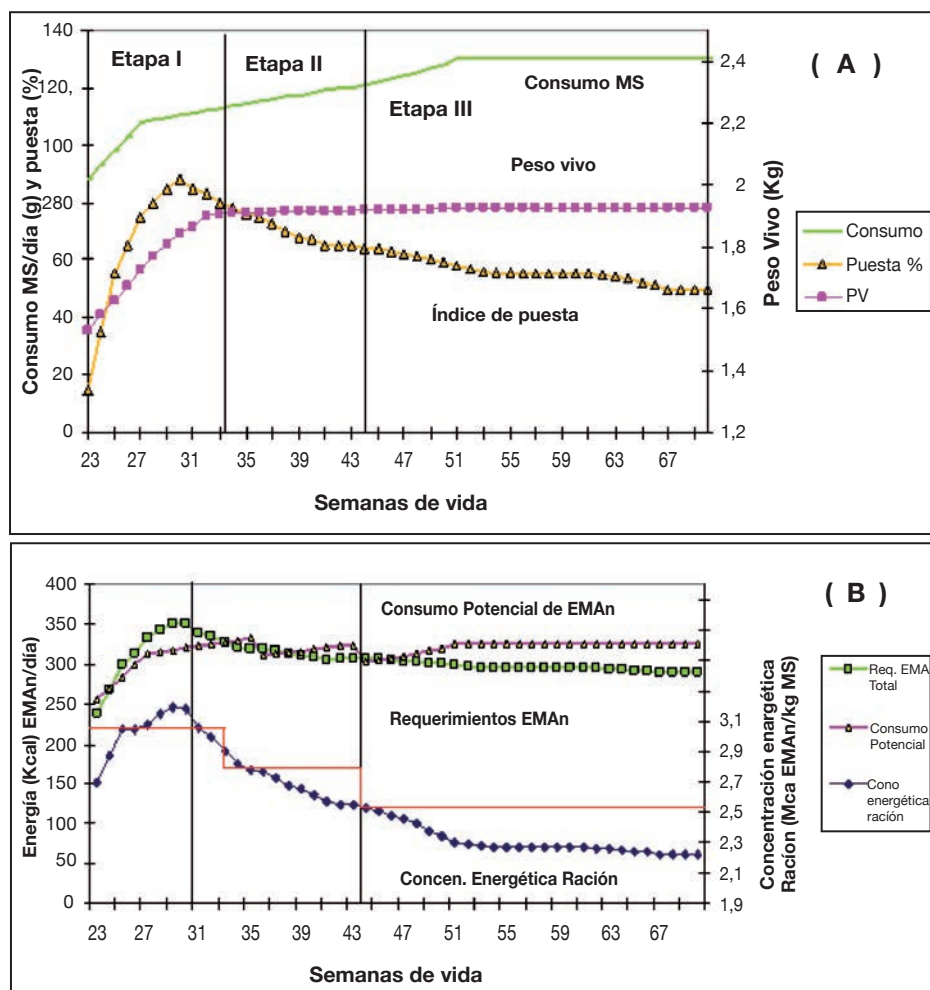 ( A )
Etapa I
Etapa II
Etapa III
Consumo MS
Peso vivo
Índice de puesta
Consumo MS/día (g) y puesta (%)
140
120,
100
280
60
40
20
0
2,4
2,2
2
1,8
1,6
1,4
1,2
Peso Vivo (Kg)
23 27 31 35 39 43 47 51 55 59 63 67
Semanas de vida
Consumo
Puesta %
PV
( B )
Consumo Potencial de EMAn
Requerimientos EMAn
Concen. Energética Ración
Energía (Kcal) EMAn/día)
400
350
300
250
200
150
100
50
0
3,1
2,9
2,7
2,5
2,3
2,1
1,9
Concentración enargética
Racíon (Mca EMAn/kg MS)
23 27 31 35 39 43 47 51 55 59 63 67
Semanas de vida
Req. EMA
Total
Consumo
Potencial
Cono
energética
ración